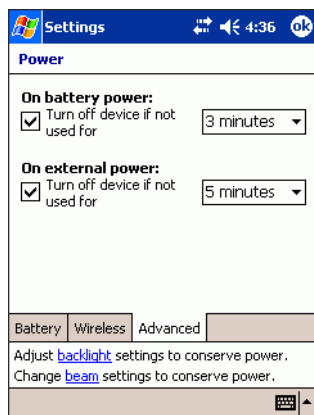 Settings 4:36 ok
Power
On battery power:
Turn off device if not
used for
3 minutes
On external power:
Turn off device if not
used for
5 minutes
Battery Wireless Advanced
Adjust backlight settings to conserve power.
Change beam settings to conserve power.